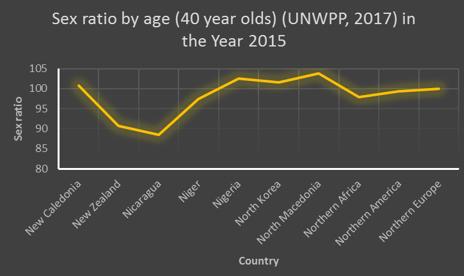 Sex ratio by age (40 year olds) (UNWPP, 2017) in
the Year 2015
105
100
95
90
85
80
Sex ratio
New Caledonia
New Zealand
Nicaragua
Niger
Nigeria
North Korea
North Macedonia
Northern Africa
Northern America
Northern Europe
Country